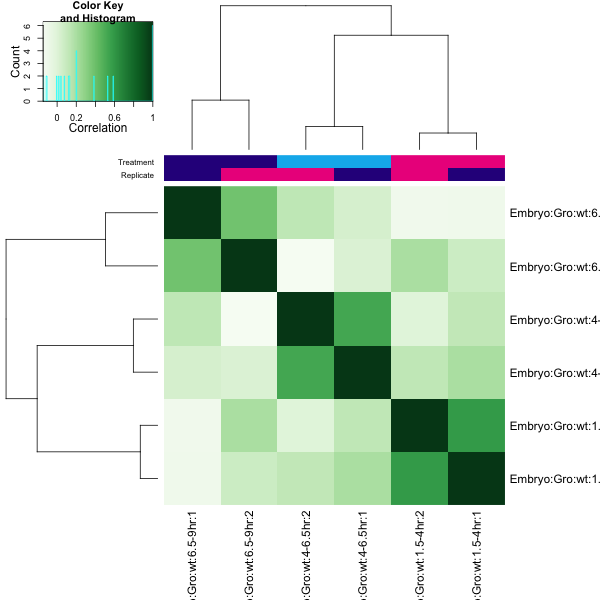 Color Key
and Histogram
Count
0 1 2 3 4 5 6
0 0.2 0.6 1
Correlation
Treatment
Replicate
Embryo:Gro:wt:6.
Embryo:Gro:wt:6.
Embryo:Gro:wt:4-
Embryo:Gro:wt:4-
Embryo:Gro:wt:1.
Embryo:Gro:wt:1.
o:Gro:wt:6.5-9hr:1
o:Gro:wt:6.5-9hr:2
o:Gro:wt:4-6.5hr:2
o:Gro:wt:4-6.5hr:1
o:Gro:wt:1.5-4hr:2
o:Gro:wt:1.5-4hr:1